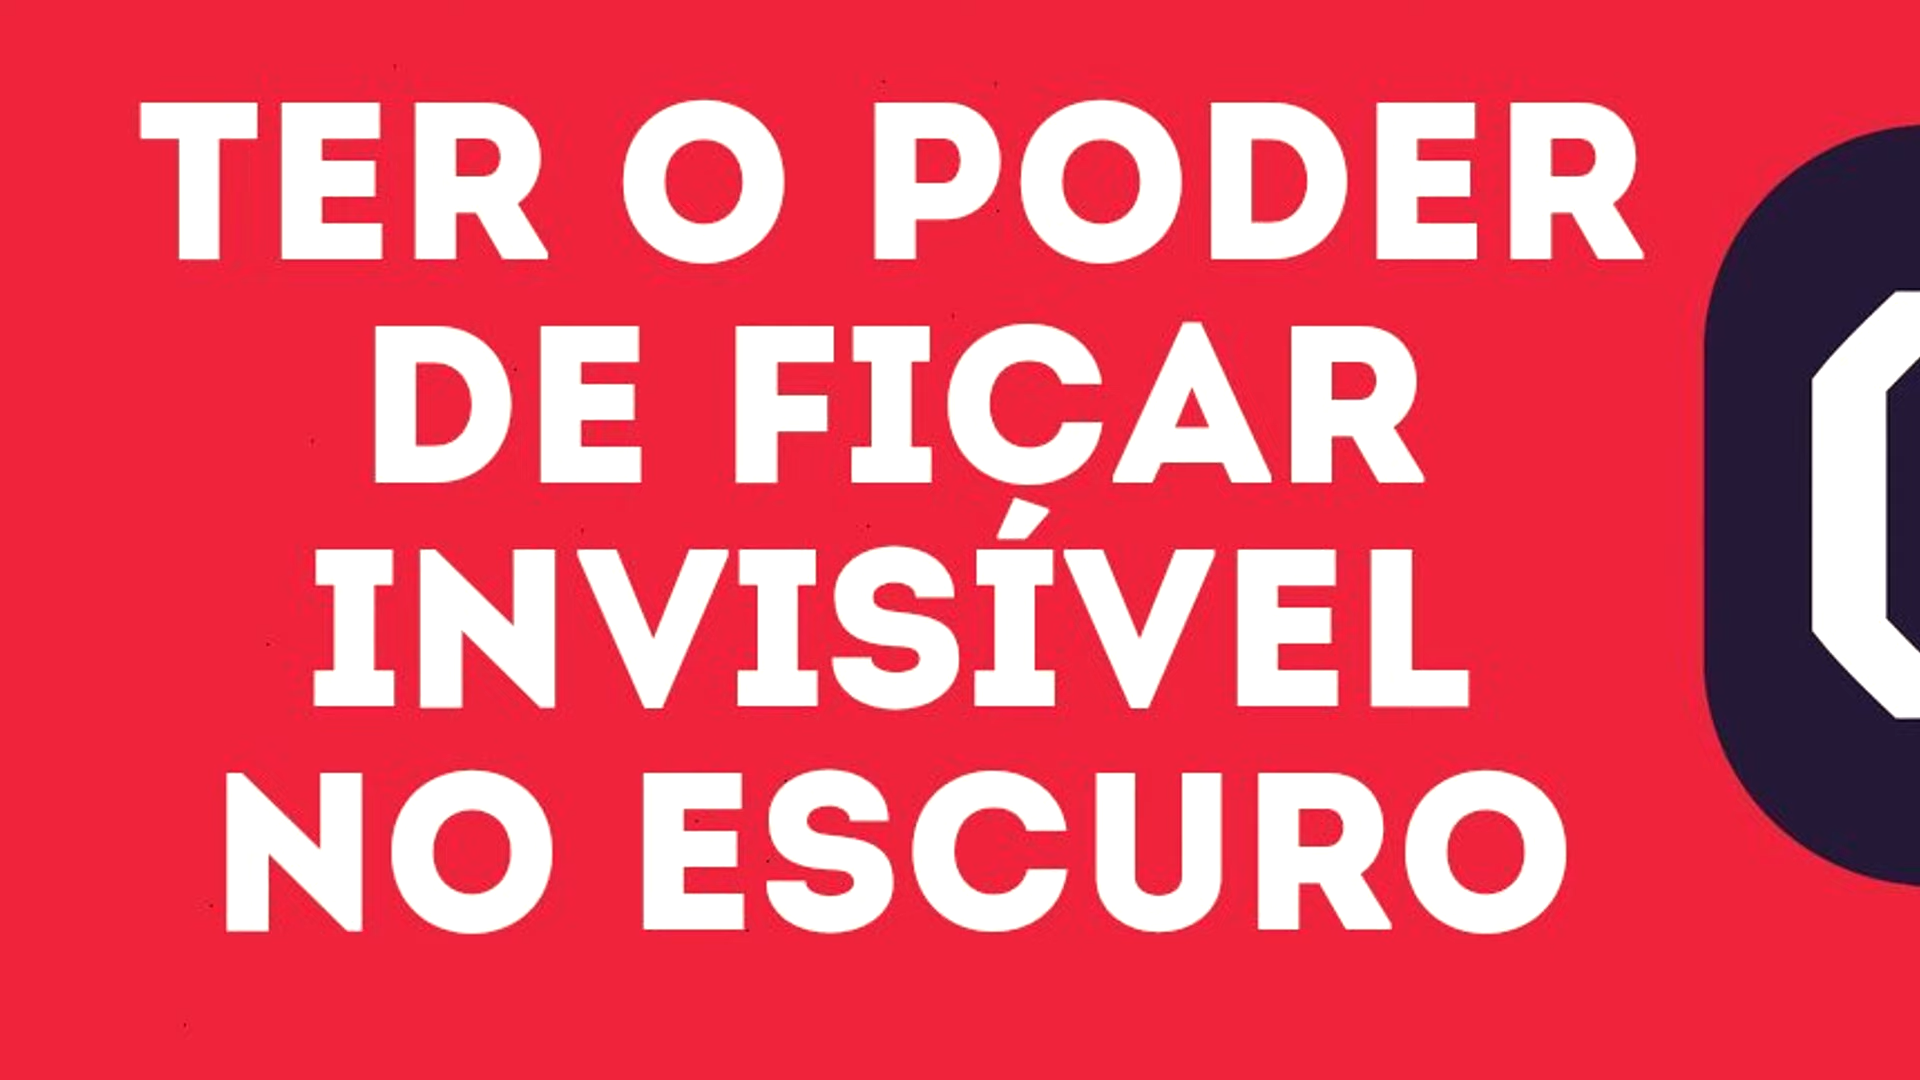 TER O PODER
DE FICAR
INVISÍVEL
NO ESCURO